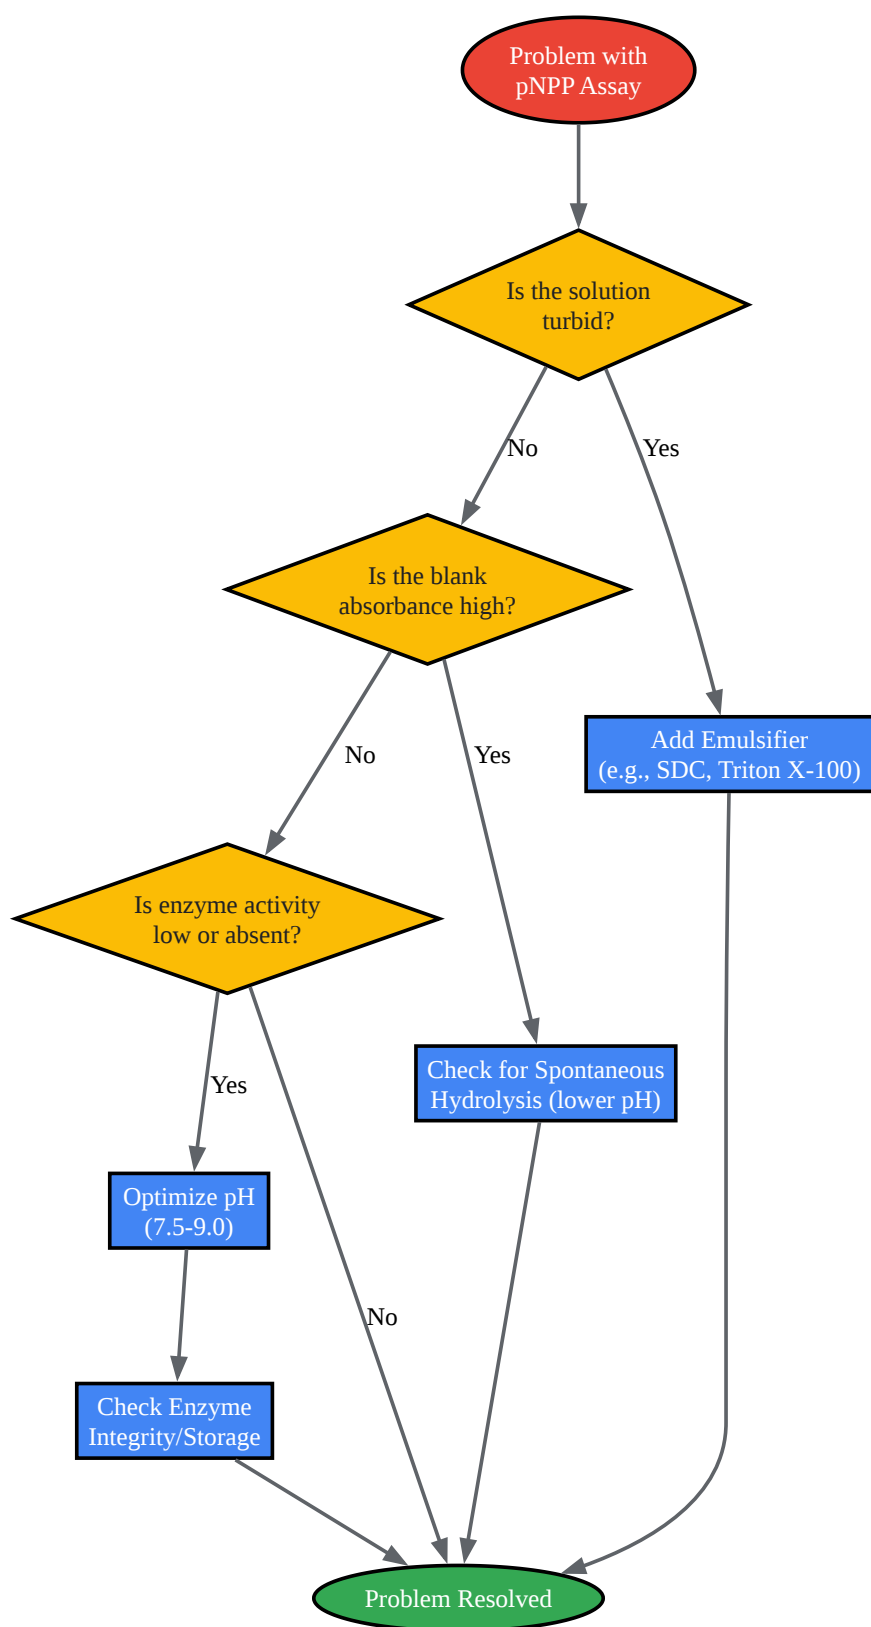 Problem with
pNPP Assay
Is the solution
turbid?
No
Yes
Is the blank
absorbance high?
Add Emulsifier
(e.g., SDC, Triton X-100)
No
Yes
Is enzyme activity
low or absent?
Check for Spontaneous
Hydrolysis (lower pH)
Yes
Optimize pH
(7.5-9.0)
No
Check Enzyme
Integrity/Storage
Problem Resolved